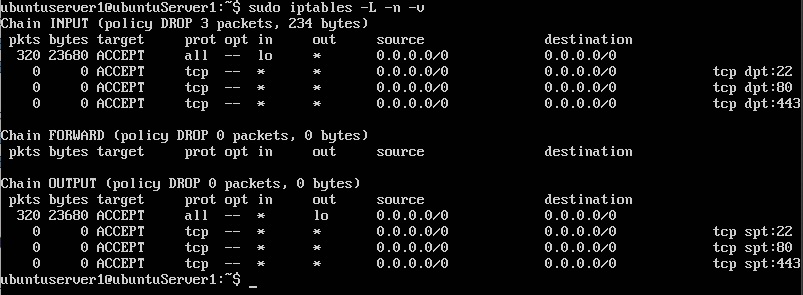 ubuntuserver1@ubuntuServer1:~$ sudo iptables -L -n -v
Chain INPUT (policy DROP 3 packets, 234 bytes)
 pkts bytes target     prot opt in     out     source               destination
  320 23680 ACCEPT     all  --  lo     *       0.0.0.0/0            0.0.0.0/0
    0     0 ACCEPT     tcp  --  *      *       0.0.0.0/0            0.0.0.0/0            tcp dpt:22
    0     0 ACCEPT     tcp  --  *      *       0.0.0.0/0            0.0.0.0/0            tcp dpt:80
    0     0 ACCEPT     tcp  --  *      *       0.0.0.0/0            0.0.0.0/0            tcp dpt:443
Chain FORWARD (policy DROP 0 packets, 0 bytes)
 pkts bytes target     prot opt in     out     source               destination
Chain OUTPUT (policy DROP 0 packets, 0 bytes)
 pkts bytes target     prot opt in     out     source               destination
  320 23680 ACCEPT     all  --  *      lo      0.0.0.0/0            0.0.0.0/0
    0     0 ACCEPT     tcp  --  *      *       0.0.0.0/0            0.0.0.0/0            tcp spt:22
    0     0 ACCEPT     tcp  --  *      *       0.0.0.0/0            0.0.0.0/0            tcp spt:80
    0     0 ACCEPT     tcp  --  *      *       0.0.0.0/0            0.0.0.0/0            tcp spt:443
ubuntuserver1@ubuntuServer1:~$ _